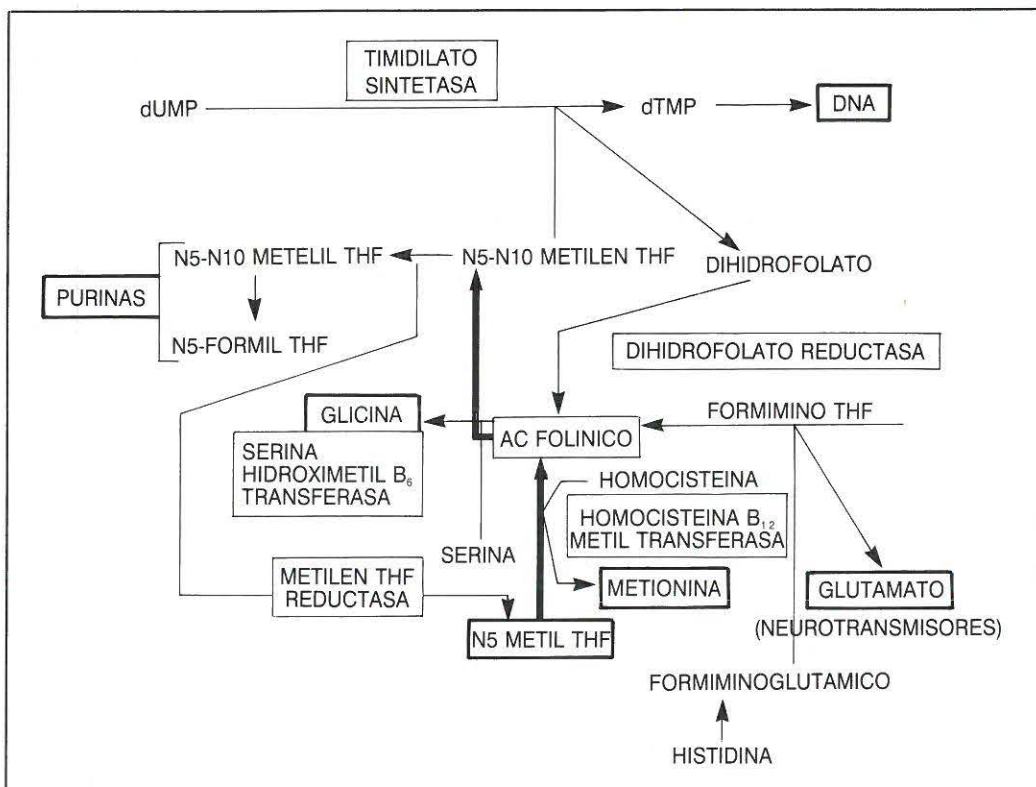 TIMIDILATO
SINTETASA
dUMP
dTMP
DNA
N5-N10 METELIL THF
N5-N10 METILEN THF
DIHIDROFOLATO
PURINAS
N5-FORMIL THF
DIHIDROFOLATO REDUCTASA
GLICINA
FORMIMINO THF
AC FOLINICO
SERINA
HIDROXIMETIL B₆
TRANSFERASA
HOMOCISTEINA
HOMOCISTEINA B₁₂
METIL TRANSFERASA
SERINA
METILEN THF
REDUCTASA
METIONINA
GLUTAMATO
(NEUROTRANSMISORES)
N5 METIL THF
FORMIMINOGLUTAMICO
HISTIDINA